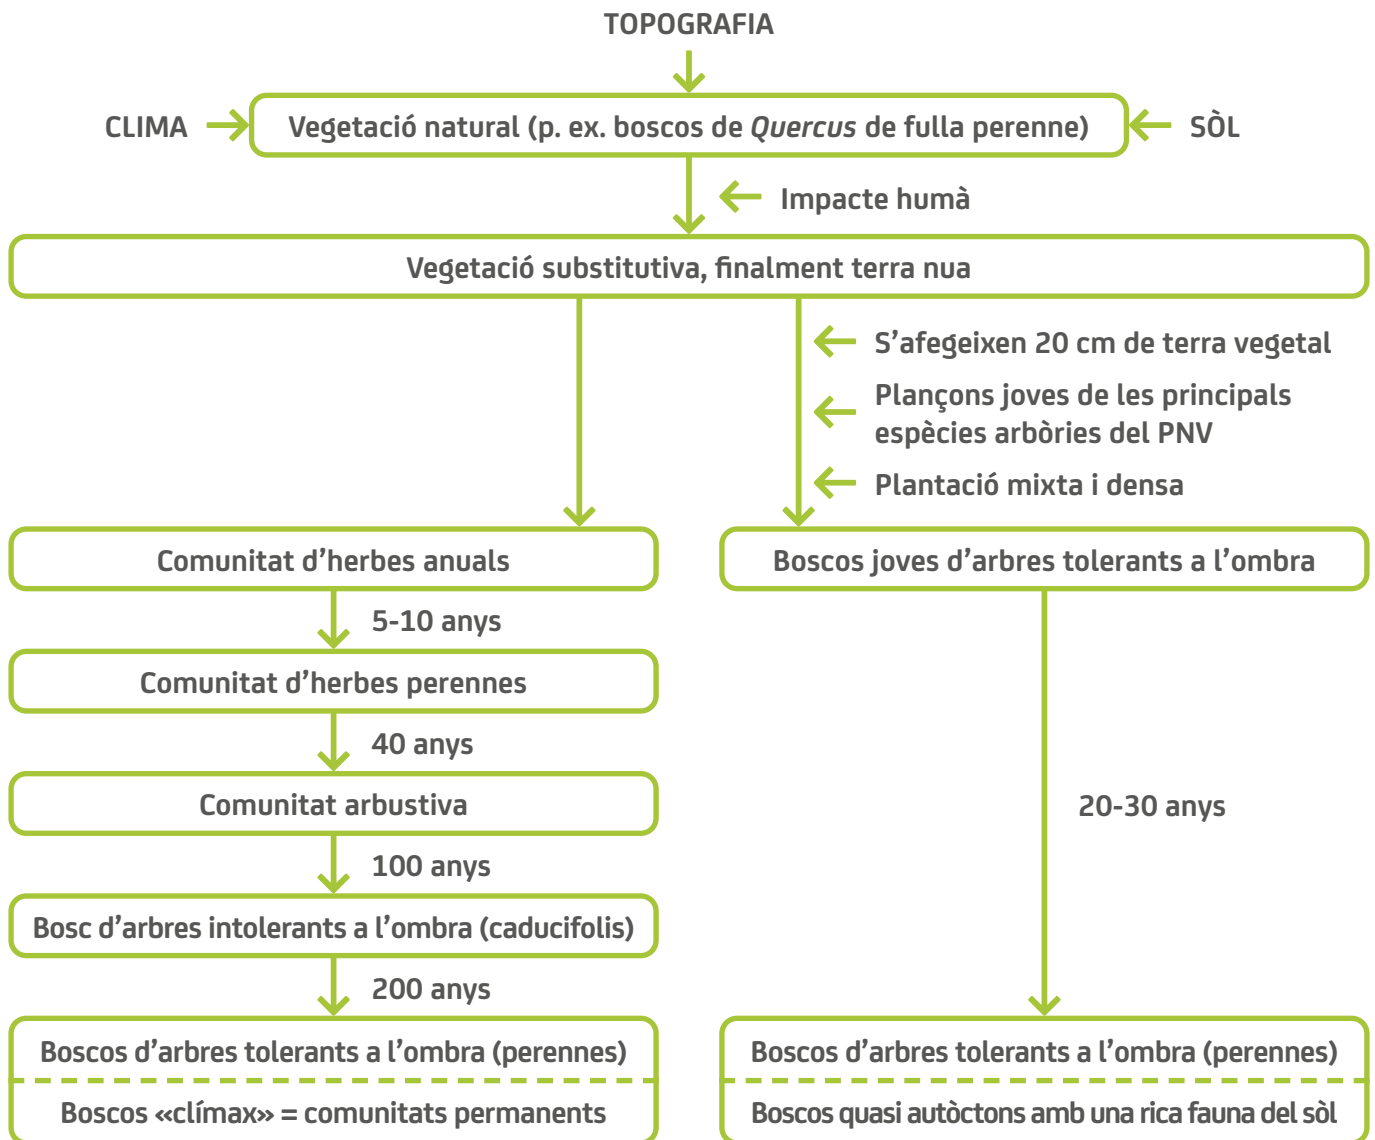 TOPOGRAFIA
CLIMA
Vegetació natural (p. ex. boscos de Quercus de fulla perenne)
SÒL
Impacte humà
Vegetació substitutiva, finalment terra nua
S’afegeixen 20 cm de terra vegetal
Plançons joves de les principals
espècies arbòries del PNV
Plantació mixta i densa
Comunitat d’herbes anuals
5-10 anys
Comunitat d’herbes perennes
40 anys
Comunitat arbustiva
100 anys
Bosc d’arbres intolerants a l’ombra (caducifolis)
200 anys
Boscos d’arbres tolerants a l’ombra (perennes)
Boscos «clímax» = comunitats permanents
Boscos joves d’arbres tolerants a l’ombra
20-30 anys
Boscos d’arbres tolerants a l’ombra (perennes)
Boscos quasi autòctons amb una rica fauna del sòl